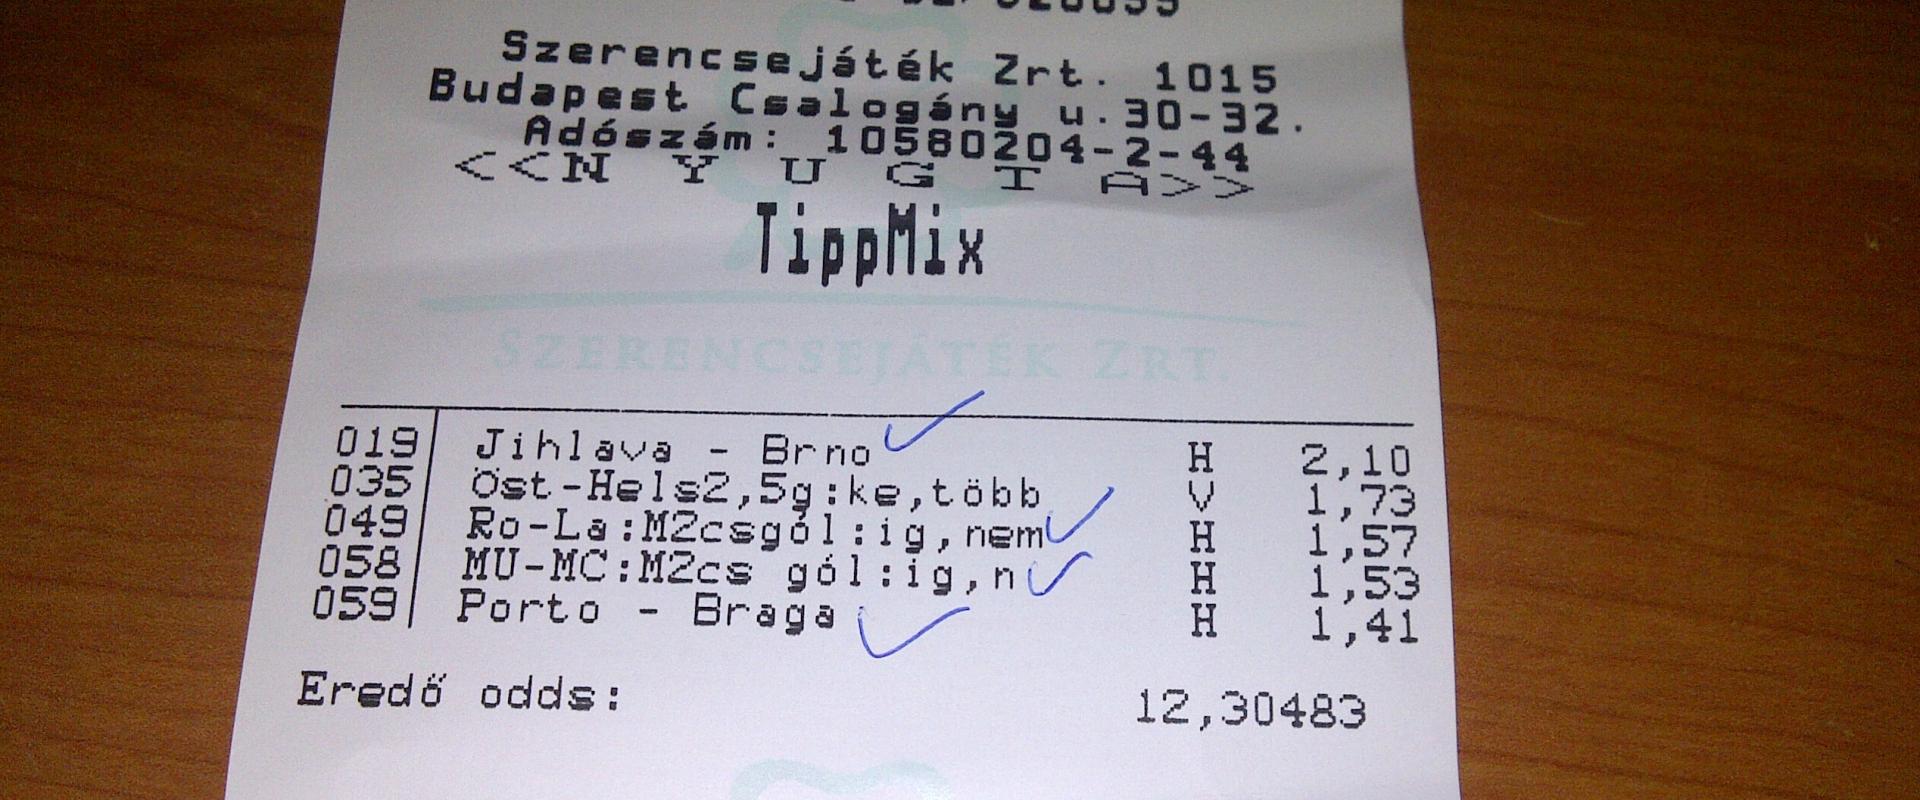 Szerencsejáték Zrt. 1015
Budapest Csalogány u.30-32.
Adószám: 10580204-2-44
<<N Y U G T A>>
TippMix
SZERENCSEJÁTÉK ZRT.
019 Jihlava - Brno H 2,10
035 Öst-Hels2,5g:ke,több V 1,73
049 Ro-La:M2csgól:ig,nem H 1,57
058 MU-MC:M2cs gól:ig,n H 1,53
059 Porto - Braga H 1,41
Eredő odds: 12,30483